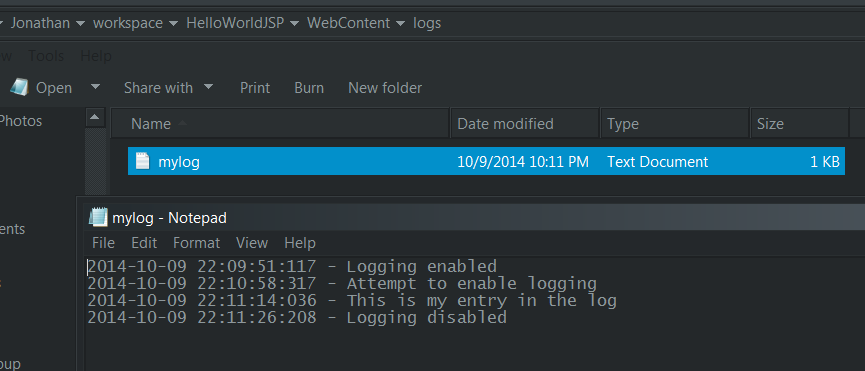 Jonathan workspace HelloWorldJSP WebContent logs
Tools Help
Open Share with Print Burn New folder
Photos
Name Date modified Type Size
mylog 10/9/2014 10:11 PM Text Document 1 KB
mylog - Notepad
File Edit Format View Help
2014-10-09 22:09:51:117 - Logging enabled
2014-10-09 22:10:58:317 - Attempt to enable logging
2014-10-09 22:11:14:036 - This is my entry in the log
2014-10-09 22:11:26:208 - Logging disabled